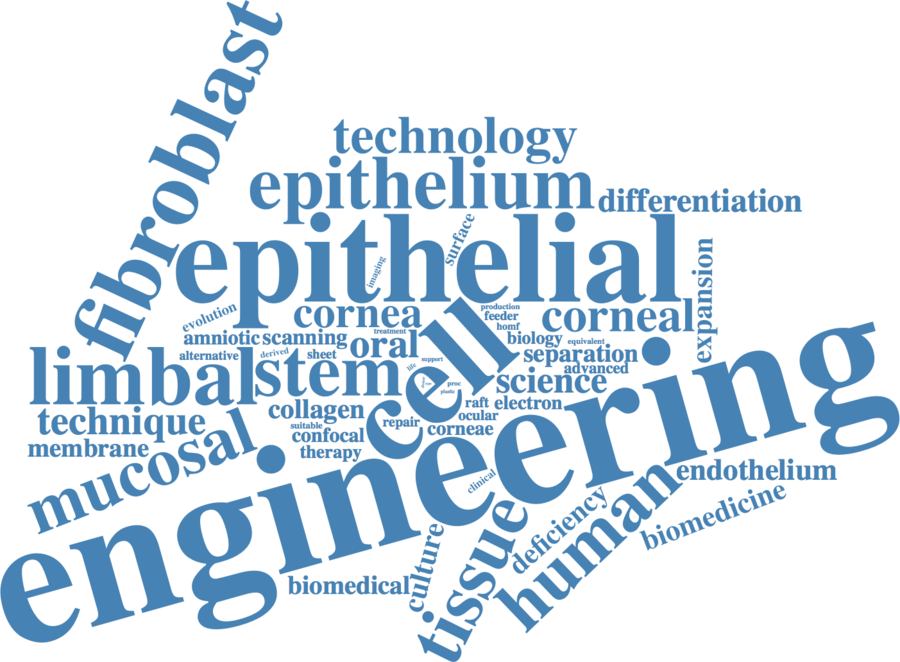 fibroblast
technology
epithelium
differentiation
epithelial
surface
imaging
expansion
evolution
cornea
production
feeder
homf
corneal
amniotic
scanning
treatment
oral
cell
biology
equivalent
alternative
derived
sheet
support
life
separation
advanced
limbal
stem
proc
plastic
science
technique
collagen
raft
electron
suitable
repair
ocular
membrane
confocal
corneae
therapy
mucosal
engineering
clinical
endothelium
tissue
deficiency
human
biomedicine
biomedical
culture